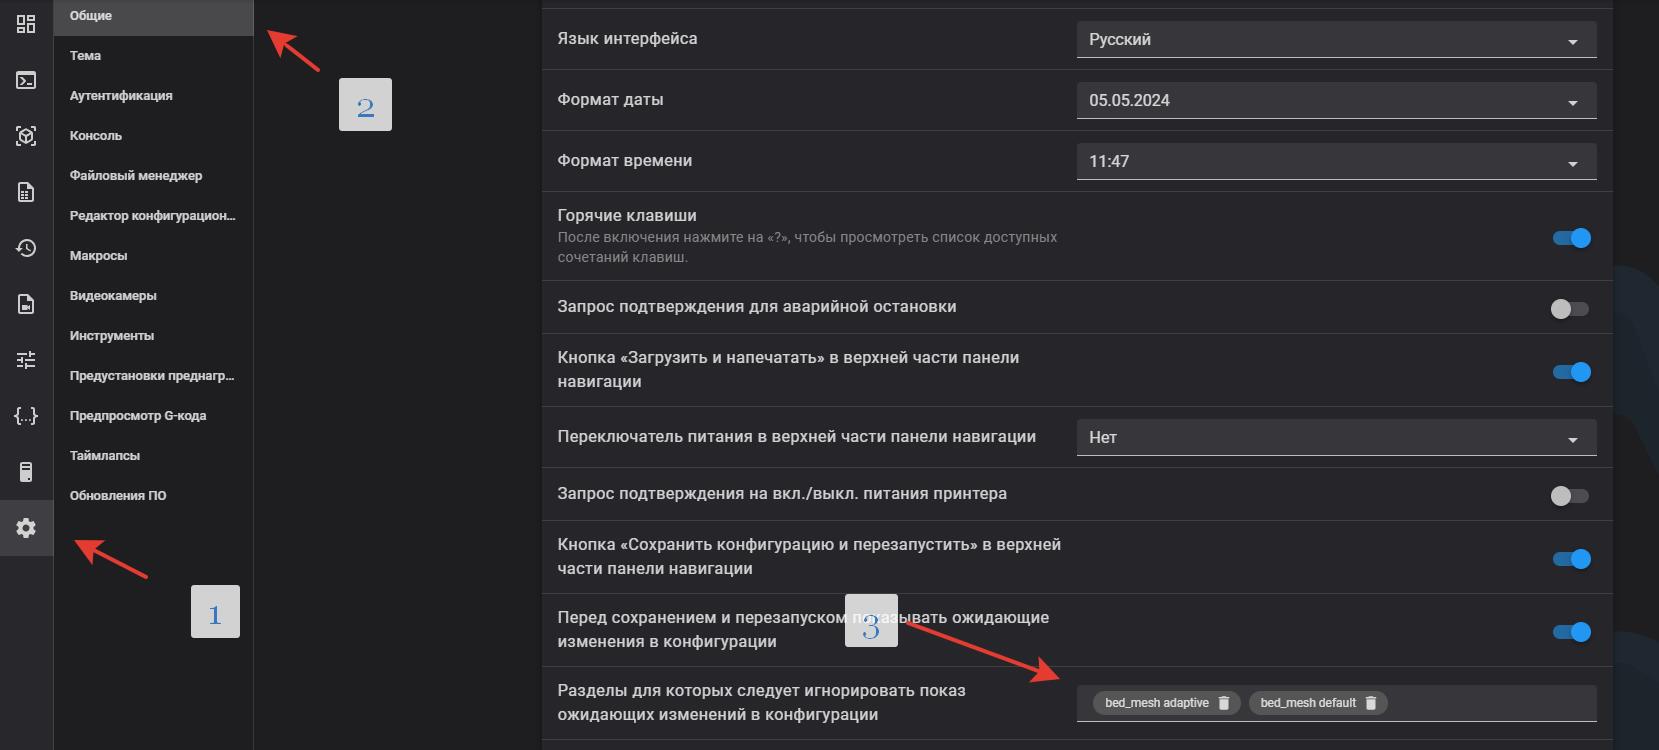 Общие
Тема
Аутентификация
Консоль
Файловый менеджер
Редактор конфигурацион...
Макросы
Видеокамеры
Инструменты
Предустановки преднагр...
Предпросмотр G-кода
Таймлапсы
Обновления ПО
1
2
Язык интерфейса
Русский
Формат даты
05.05.2024
Формат времени
11:47
Горячие клавиши
После включения нажмите на «?», чтобы просмотреть список доступных
сочетаний клавиш.
Запрос подтверждения для аварийной остановки
Кнопка «Загрузить и напечатать» в верхней части панели
навигации
Переключатель питания в верхней части панели навигации
Нет
Запрос подтверждения на вкл./выкл. питания принтера
Кнопка «Сохранить конфигурацию и перезапустить» в верхней
части панели навигации
Перед сохранением и перезапуском показывать ожидающие
изменения в конфигурации
3
Разделы для которых следует игнорировать показ
ожидающих изменений в конфигурации
bed_mesh adaptive
bed_mesh default